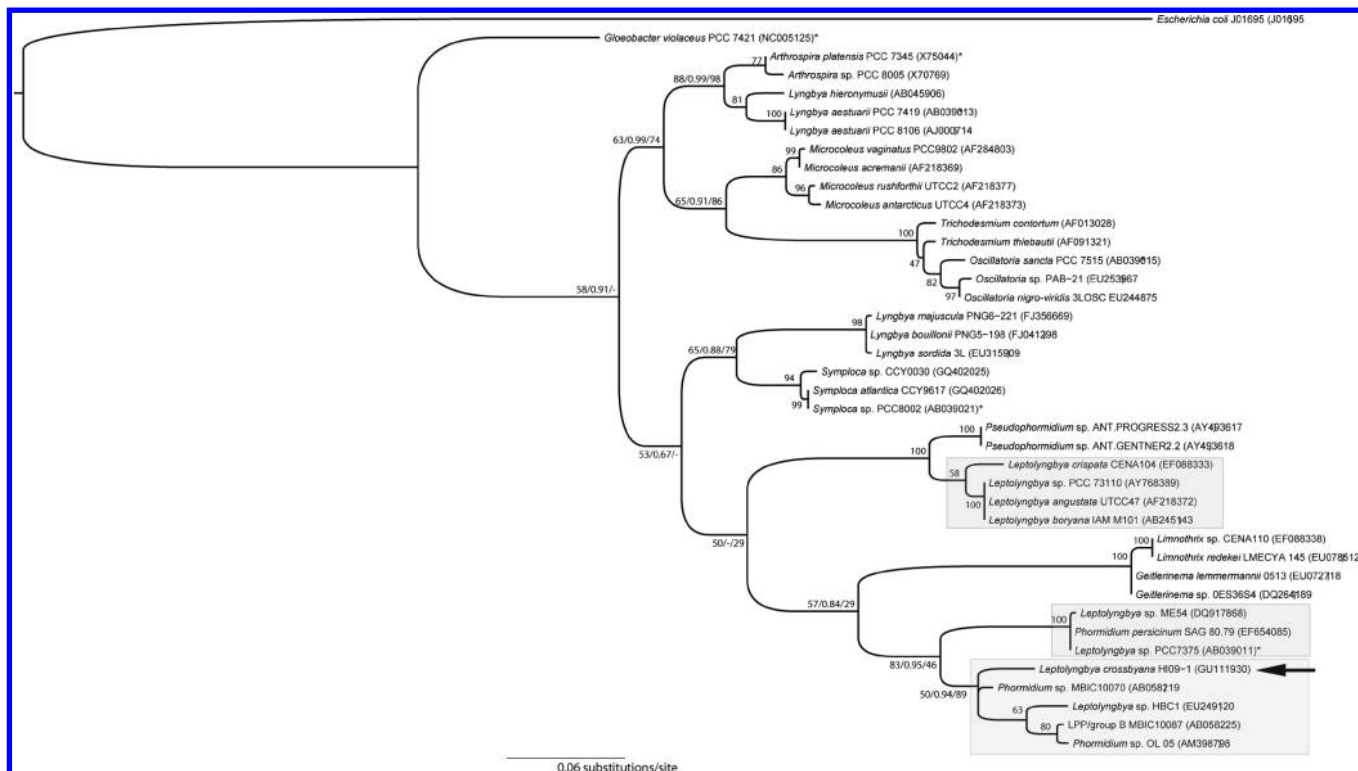 Escherichia coli J01695 (J01695
Gloeobacter violaceus PCC 7421 (NC005125)*
Arthrospira platensis PCC 7345 (X75044)*
77
Arthrospira sp. PCC 8005 (X70769)
88/0.99/98
Lyngbya hieronymusii (AB045906)
81
Lyngbya aestuarii PCC 7419 (AB039013)
100
Lyngbya aestuarii PCC 8106 (AJ000714
63/0.99/74
Microcoleus vaginatus PCC9802 (AF284803)
99
Microcoleus acremanii (AF218369)
86
Microcoleus rushforthii UTCC2 (AF218377)
96
Microcoleus antarcticus UTCC4 (AF218373)
65/0.91/86
Trichodesmium contortum (AF013028)
100
Trichodesmium thiebautii (AF091321)
47
Oscillatoria sancta PCC 7515 (AB039015)
82
Oscillatoria sp. PAB-21 (EU253967
97
Oscillatoria nigro-viridis 3LOSC EU244875
58/0.91/-
Lyngbya majuscula PNG6-221 (FJ356669)
98
Lyngbya bouillonii PNG5-198 (FJ041298
Lyngbya sordida 3L (EU315909
65/0.88/79
Symploca sp. CCY0030 (GQ402025)
94
Symploca atlantica CCY9617 (GQ402026)
99
Symploca sp. PCC8002 (AB039021)*
53/0.67/-
Pseudophormidium sp. ANT.PROGRESS2.3 (AY493617
100
Pseudophormidium sp. ANT.GENTNER2.2 (AY493618
100
Leptolyngbya crispata CENA104 (EF088333)
58
Leptolyngbya sp. PCC 73110 (AY768389)
100
Leptolyngbya angustata UTCC47 (AF218372)
Leptolyngbya boryana IAM M101 (AB245143
50/-/29
Limnothrix sp. CENA110 (EF088338)
100
Limnothrix redekei LMECYA 145 (EU078512
100
Geitlerinema lemmermannii 0513 (EU072718
Geitlerinema sp. 0ES36S4 (DQ264189
57/0.84/29
Leptolyngbya sp. ME54 (DQ917868)
100
Phormidium persicinum SAG 80.79 (EF654085)
Leptolyngbya sp. PCC7375 (AB039011)*
83/0.95/46
Leptolyngbya crossbyana HI09-1 (GU111930)
50/0.94/89
Phormidium sp. MBIC10070 (AB058219
Leptolyngbya sp. HBC1 (EU249120
63
LPP/group B MBIC10087 (AB058225)
80
Phormidium sp. OL 05 (AM398798
0.06 substitutions/site